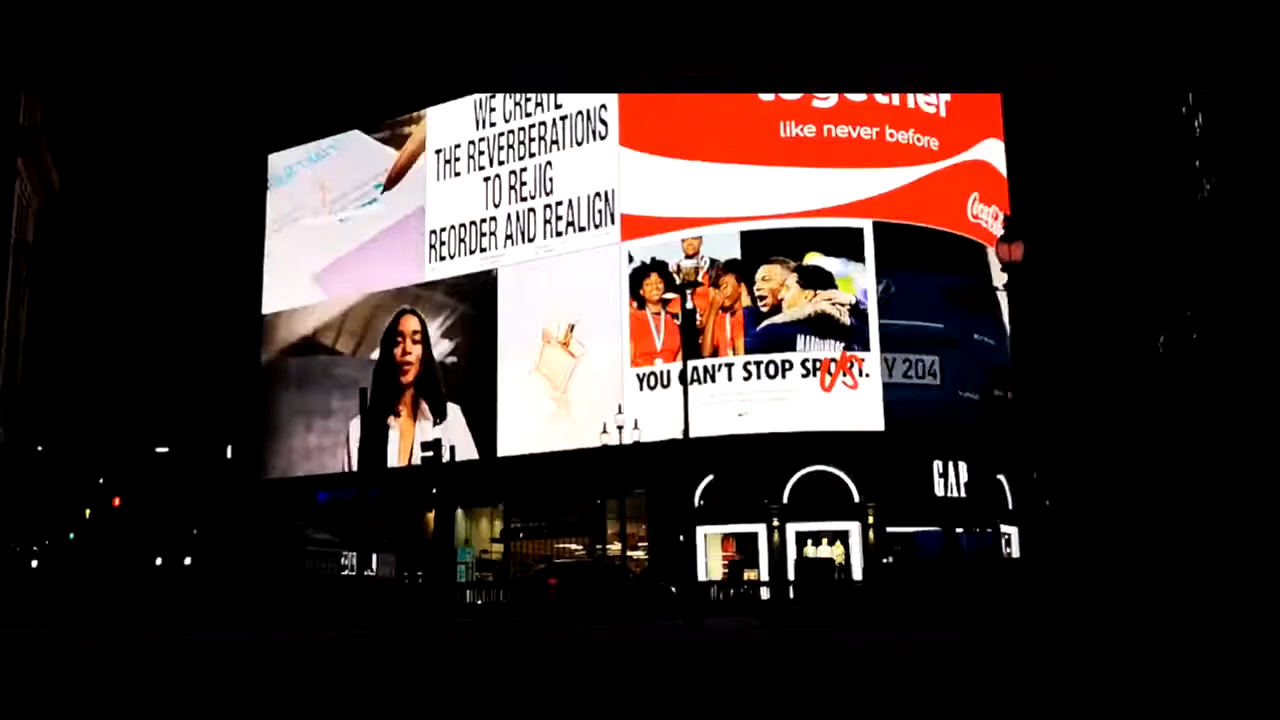 WE CREATE
THE REVERBERATIONS
TO REJIG
REORDER AND REALIGN
together
like never before
Coca-Cola
YOU CAN'T STOP SPORT.
US
Y 204
GAP